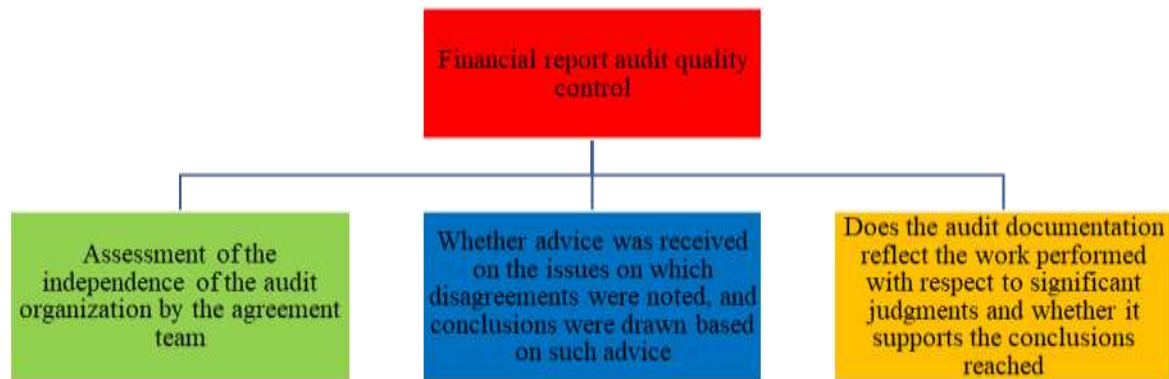 Financial report audit quality
control
Assessment of the
independence of the audit
organization by the agreement
team
Whether advice was received
on the issues on which
disagreements were noted, and
conclusions were drawn based
on such advice
Does the audit documentation
reflect the work performed
with respect to significant
judgments and whether it
supports the conclusions
reached